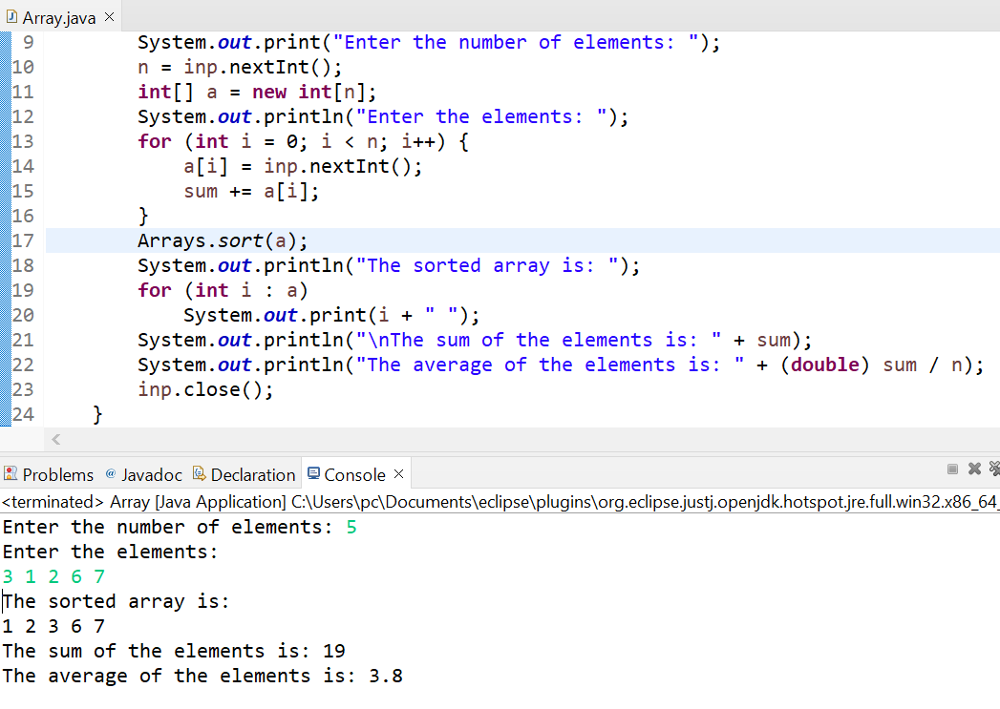 Array.java
9 System.out.print("Enter the number of elements: ");
10 n = inp.nextInt();
11 int[] a = new int[n];
12 System.out.println("Enter the elements: ");
13 for (int i = 0; i < n; i++) {
14 a[i] = inp.nextInt();
15 sum += a[i];
16 }
17 Arrays.sort(a);
18 System.out.println("The sorted array is: ");
19 for (int i : a)
20 System.out.print(i + " ");
21 System.out.println("\nThe sum of the elements is: " + sum);
22 System.out.println("The average of the elements is: " + (double) sum / n);
23 inp.close();
24 }
Problems @ Javadoc Declaration Console
<terminated> Array [Java Application] C:\Users\pc\Documents\eclipse\plugins\org.eclipse.justj.openjdk.hotspot.jre.full.win32.x86_64_
Enter the number of elements: 5
Enter the elements:
3 1 2 6 7
The sorted array is:
1 2 3 6 7
The sum of the elements is: 19
The average of the elements is: 3.8